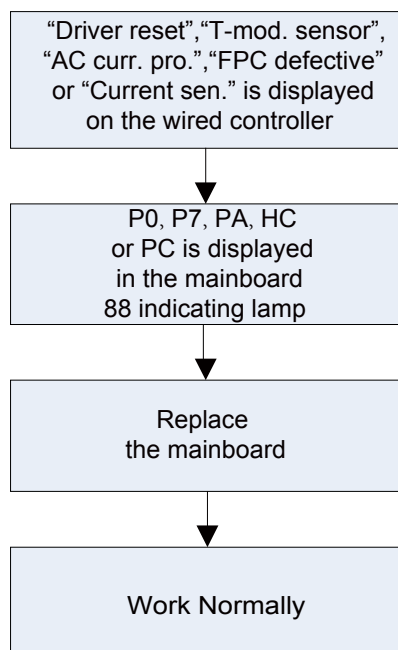 “Driver reset”,“T-mod. sensor”,
“AC curr. pro.”,“FPC defective”
or “Current sen.” is displayed
on the wired controller
P0, P7, PA, HC
or PC is displayed
in the mainboard
88 indicating lamp
Replace
the mainboard
Work Normally